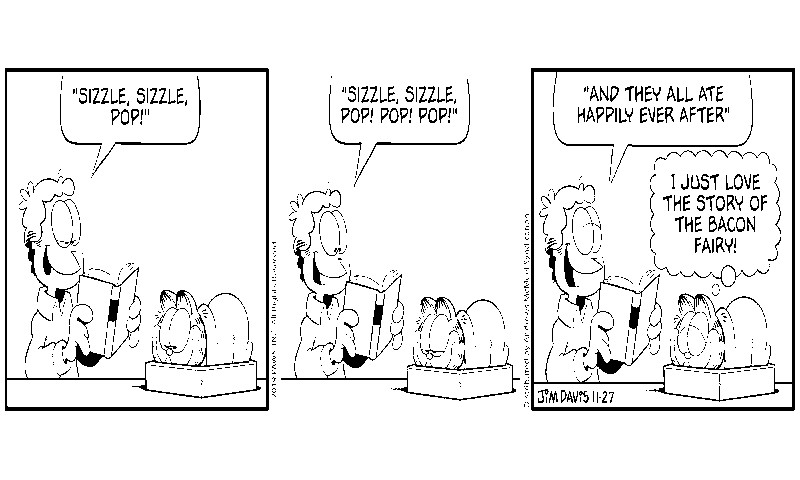 "SIZZLE, SIZZLE,
POP!"
"SIZZLE, SIZZLE,
POP! POP! POP!"
"AND THEY ALL ATE
HAPPILY EVER AFTER"
I JUST LOVE
THE STORY OF
THE BACON
FAIRY!
JIM DAVIS 11-27